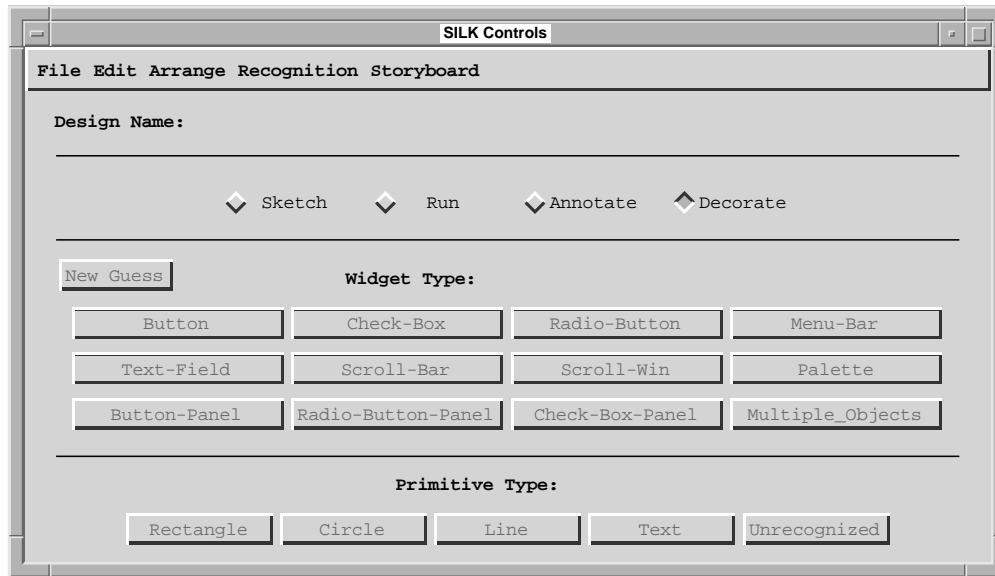 SILK Controls
File Edit Arrange Recognition Storyboard
Design Name:
Sketch Run Annotate Decorate
New Guess Widget Type:
Button Check-Box Radio-Button Menu-Bar
Text-Field Scroll-Bar Scroll-Win Palette
Button-Panel Radio-Button-Panel Check-Box-Panel Multiple_Objects
Primitive Type:
Rectangle Circle Line Text Unrecognized